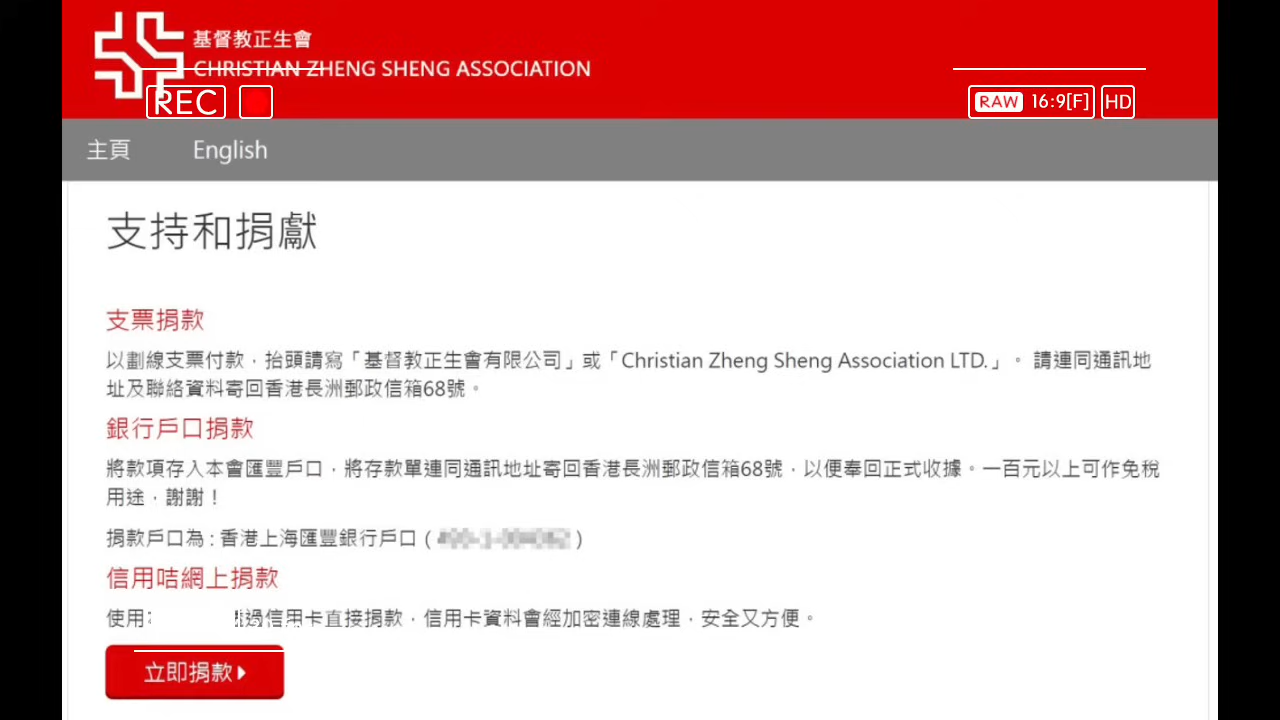 基督教正生會
CHRISTIAN ZHENG SHENG ASSOCIATION
REC
RAW 16:9[F] HD
主頁 English
支持和捐獻
支票捐款
以劃線支票付款，抬頭請寫「基督教正生會有限公司」或「Christian Zheng Sheng Association LTD.」。 請連同通訊地
址及聯絡資料寄回香港長洲郵政信箱68號。
銀行戶口捐款
將款項存入本會匯豐戶口，將存款單連同通訊地址寄回香港長洲郵政信箱68號，以便奉回正式收據。一百元以上可作免稅
用途，謝謝！
捐款戶口為 : 香港上海匯豐銀行戶口 ( )
信用咭網上捐款
使用 過信用卡直接捐款，信用卡資料會經加密連線處理，安全又方便。
立即捐款